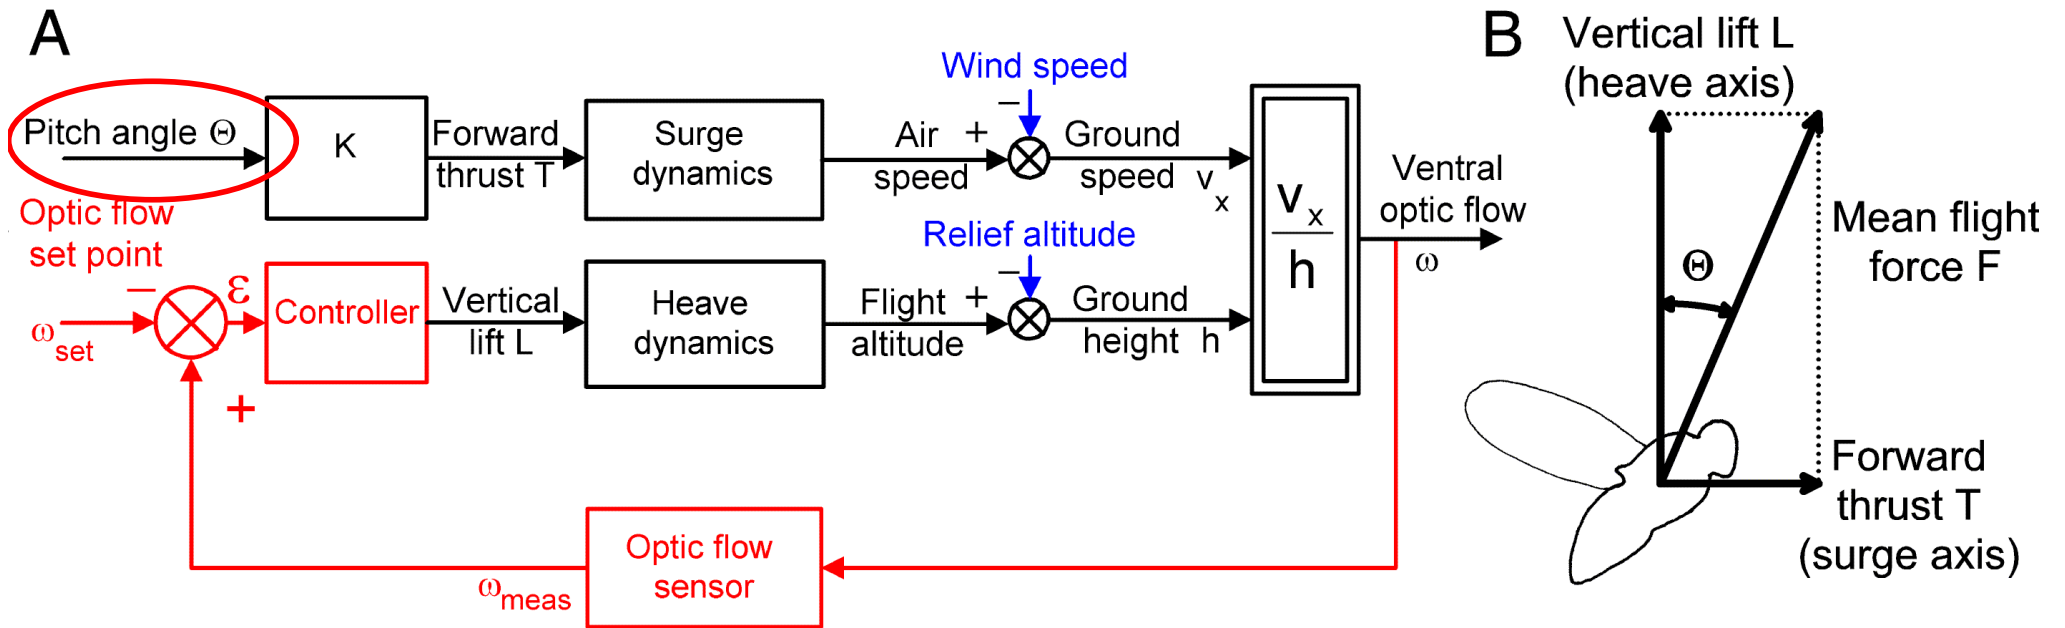 A
Pitch angle Θ
K
Forward
thrust T
Surge
dynamics
Air
speed
+
Wind speed
−
Ground
speed v
x
Optic flow
set point
−
ω
set
ε
+
Controller
Vertical
lift L
Heave
dynamics
Flight
altitude
+
Relief altitude
−
Ground
height h
v
x
h
Ventral
optic flow
ω
Optic flow
sensor
ω
meas
B
Vertical lift L
(heave axis)
Θ
Mean flight
force F
Forward
thrust T
(surge axis)